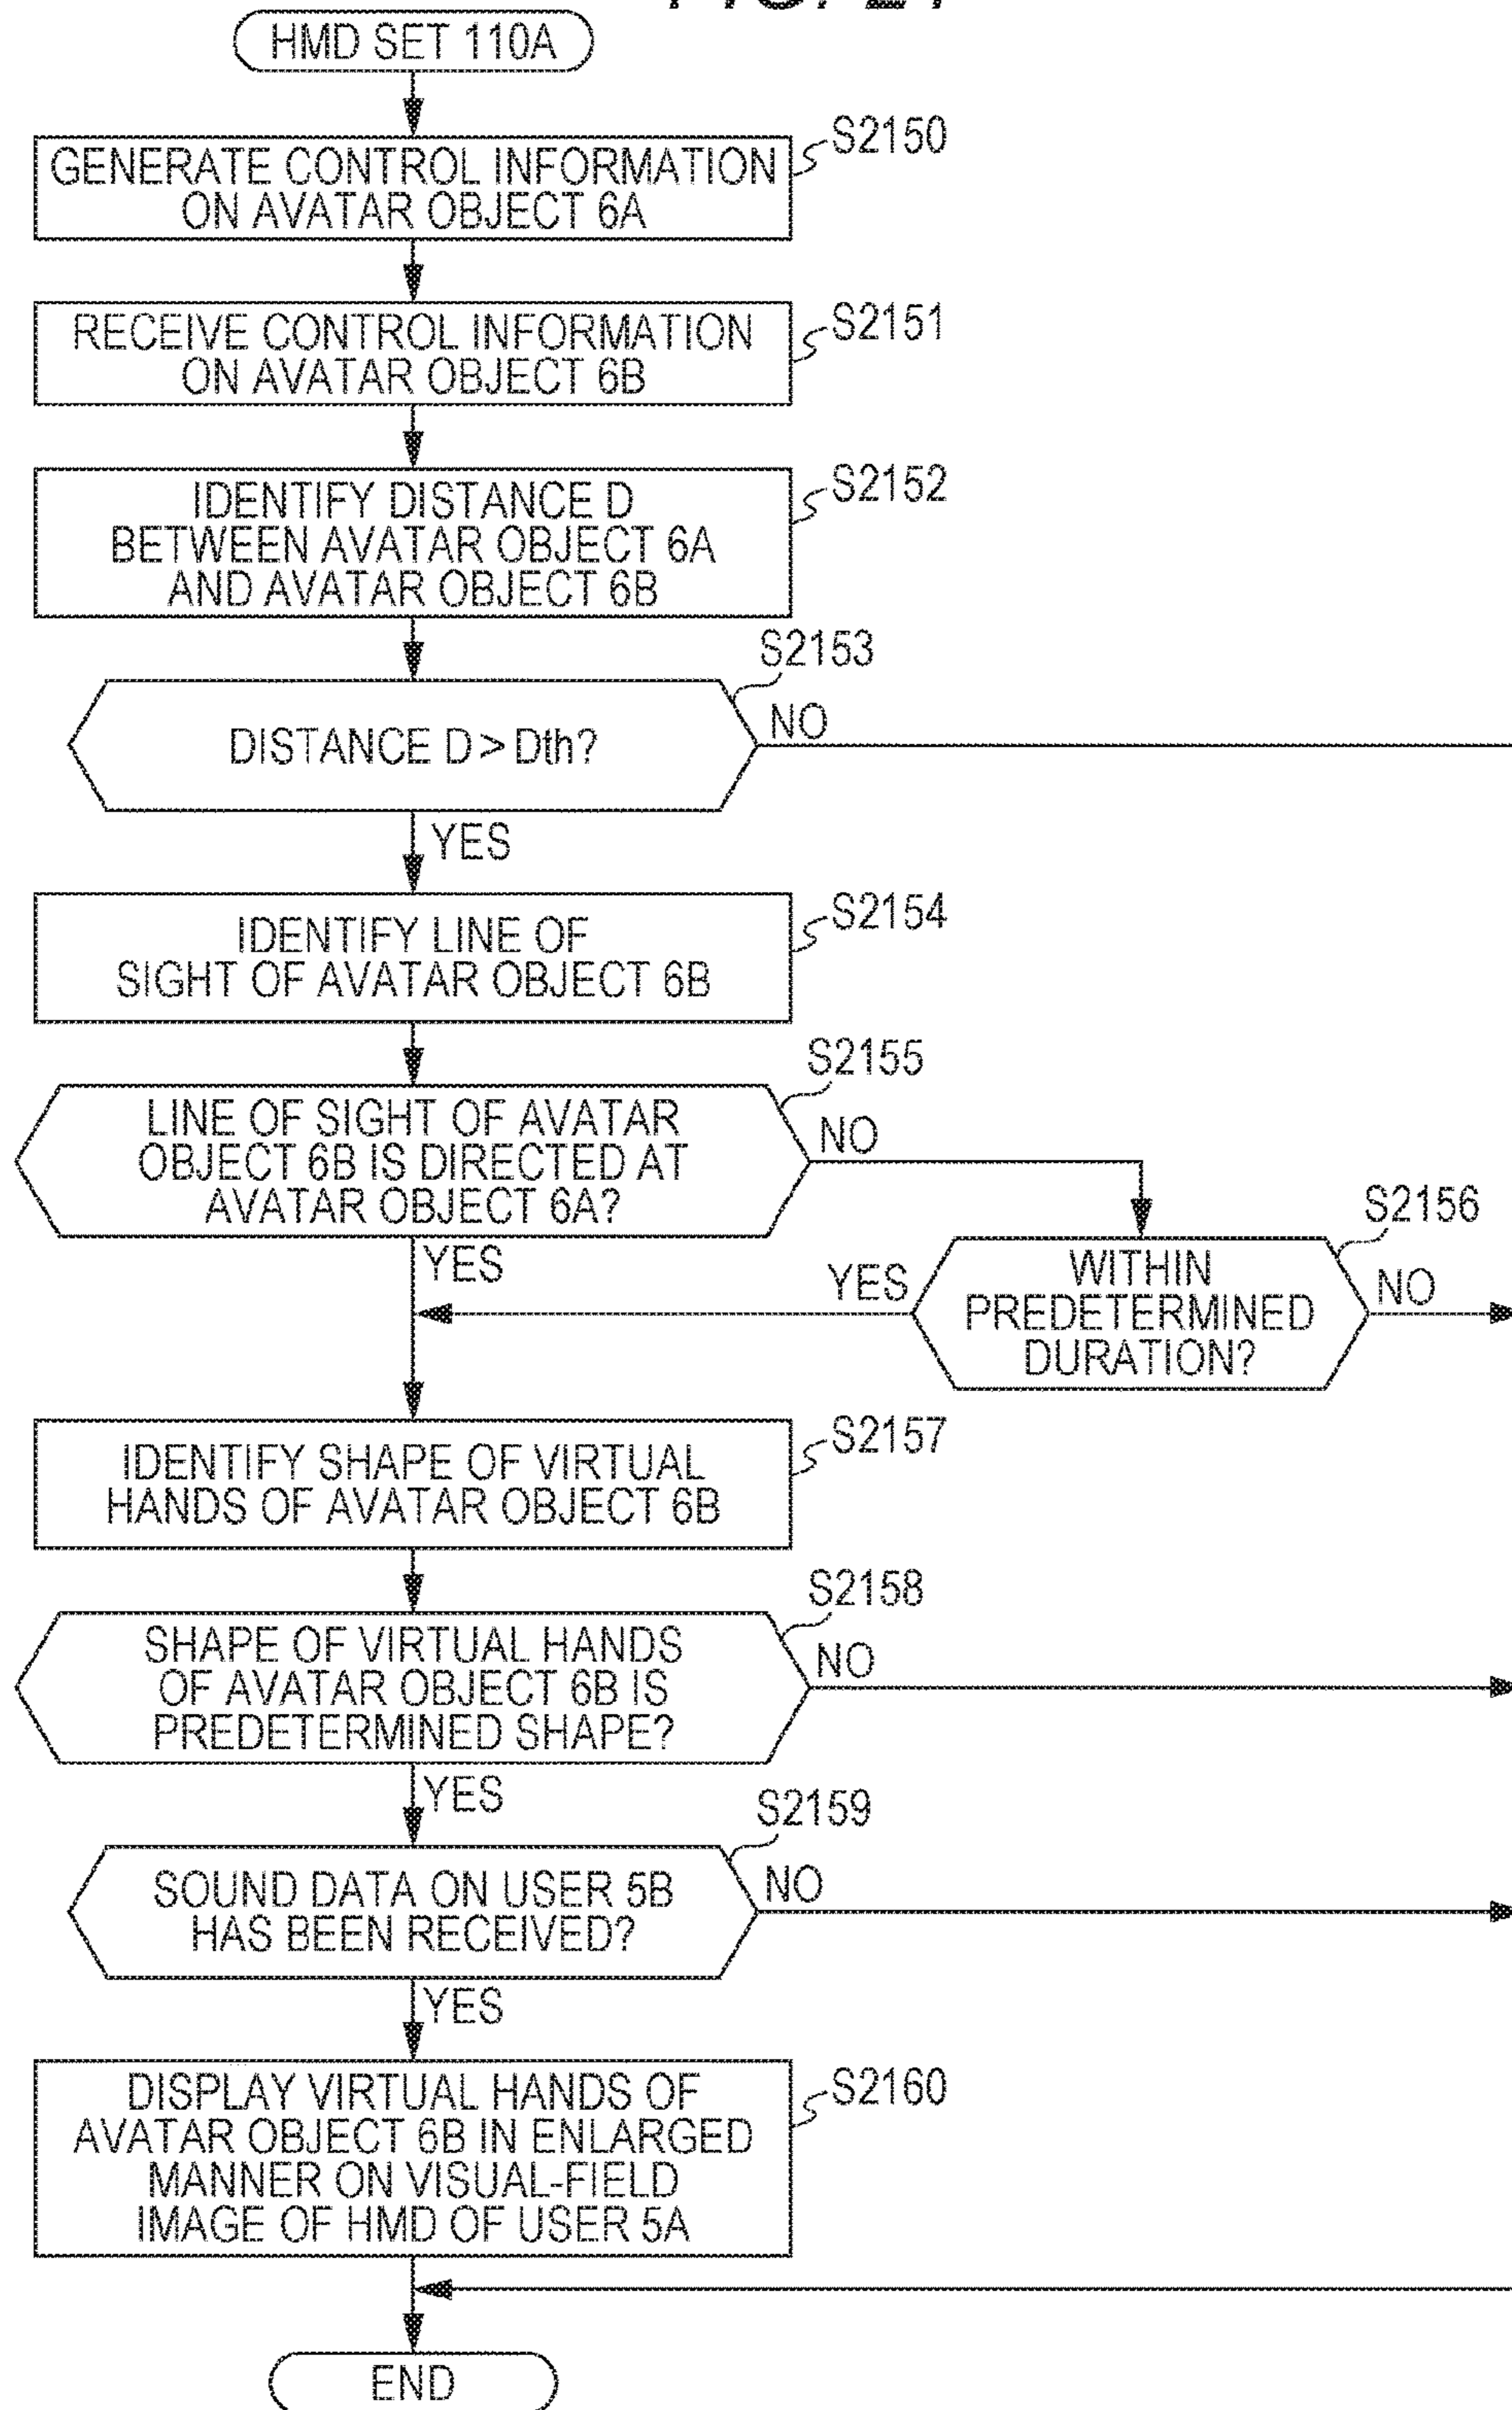 HMD SET 110A
S2150
GENERATE CONTROL INFORMATION
ON AVATAR OBJECT 6A
S2151
RECEIVE CONTROL INFORMATION
ON AVATAR OBJECT 6B
S2152
IDENTIFY DISTANCE D
BETWEEN AVATAR OBJECT 6A
AND AVATAR OBJECT 6B
S2153
DISTANCE D > Dth?
NO
YES
S2154
IDENTIFY LINE OF
SIGHT OF AVATAR OBJECT 6B
S2155
LINE OF SIGHT OF AVATAR
OBJECT 6B IS DIRECTED AT
AVATAR OBJECT 6A?
NO
YES
S2156
WITHIN
PREDETERMINED
DURATION?
YES
NO
S2157
IDENTIFY SHAPE OF VIRTUAL
HANDS OF AVATAR OBJECT 6B
S2158
SHAPE OF VIRTUAL HANDS
OF AVATAR OBJECT 6B IS
PREDETERMINED SHAPE?
NO
YES
S2159
SOUND DATA ON USER 5B
HAS BEEN RECEIVED?
NO
YES
S2160
DISPLAY VIRTUAL HANDS OF
AVATAR OBJECT 6B IN ENLARGED
MANNER ON VISUAL-FIELD
IMAGE OF HMD OF USER 5A
END